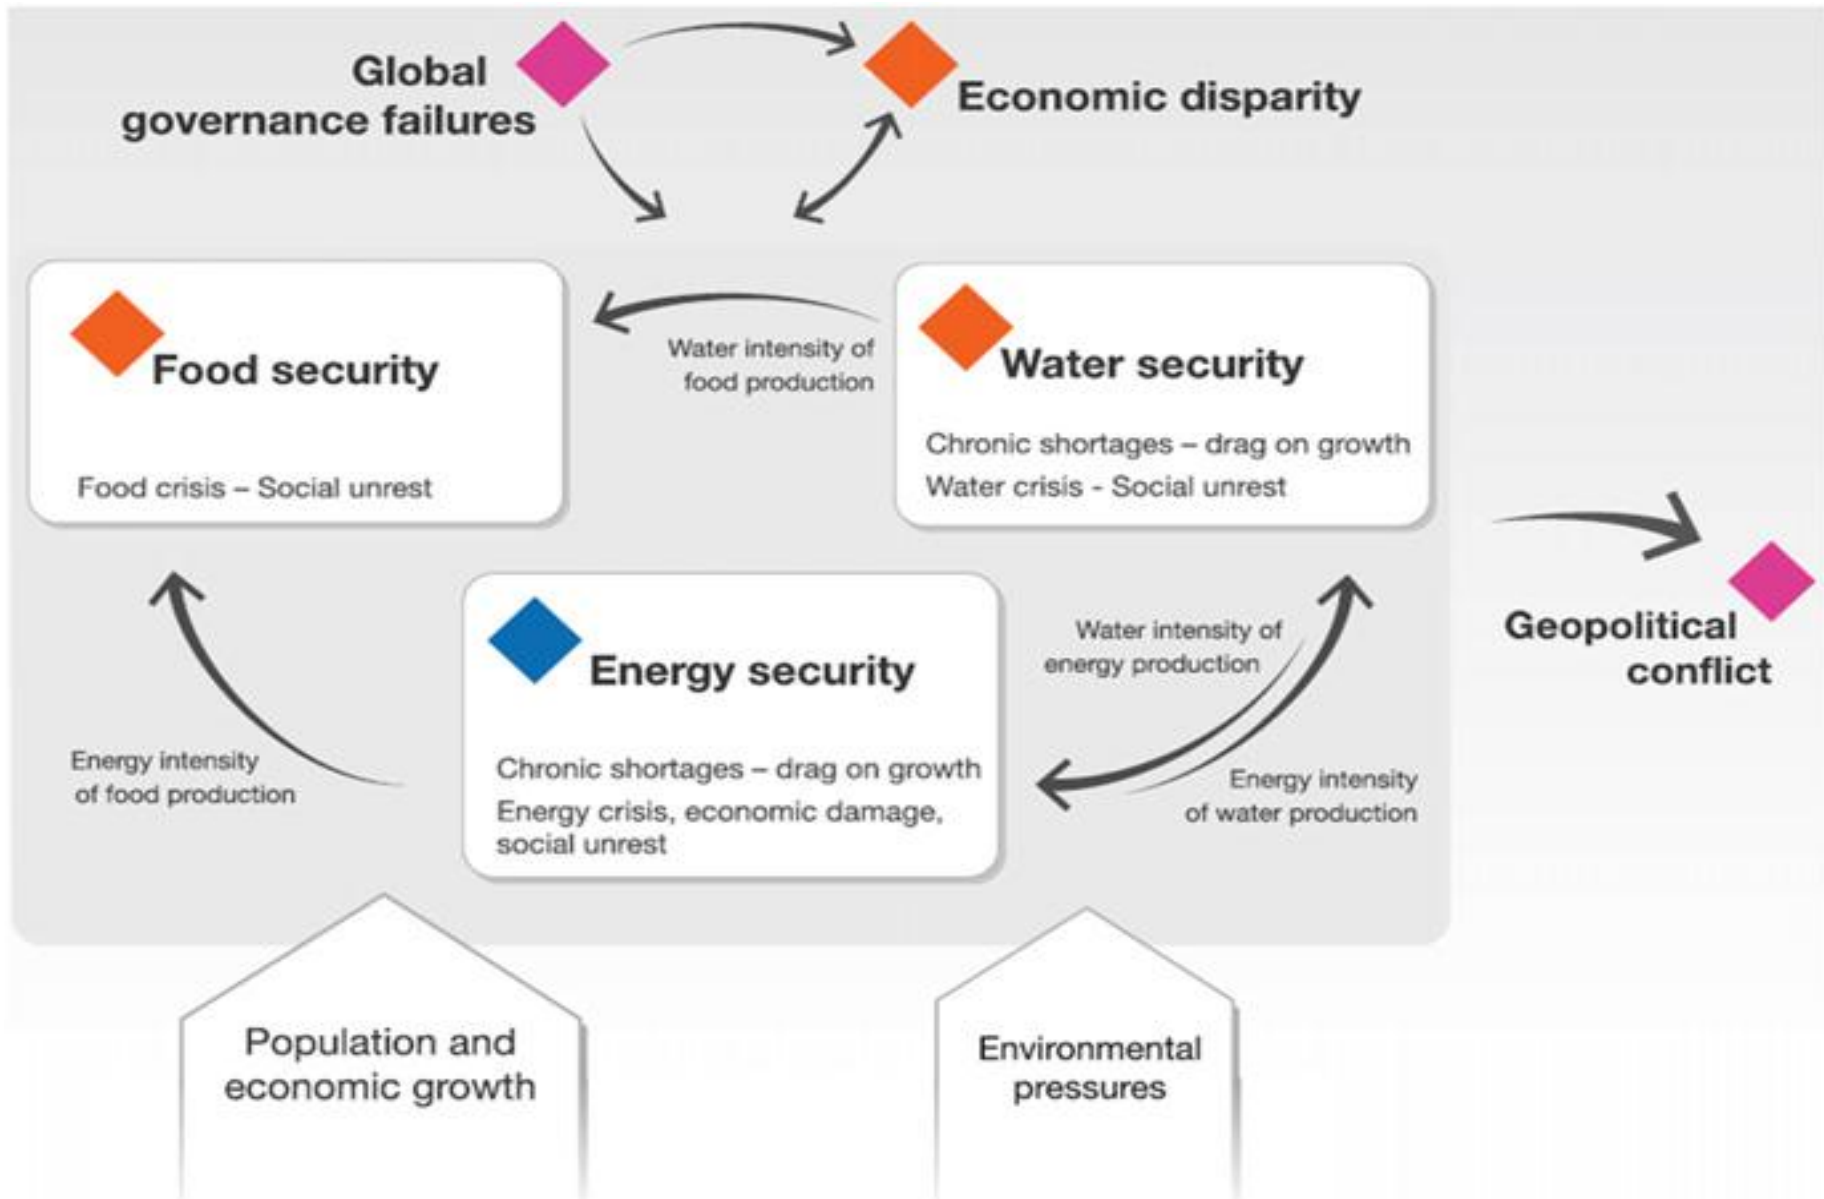 Global
governance failures
Economic disparity
Food security
Food crisis – Social unrest
Water intensity of
food production
Water security
Chronic shortages – drag on growth
Water crisis - Social unrest
Geopolitical
conflict
Energy security
Chronic shortages – drag on growth
Energy crisis, economic damage,
social unrest
Water intensity of
energy production
Energy intensity
of food production
Energy intensity
of water production
Population and
economic growth
Environmental
pressures